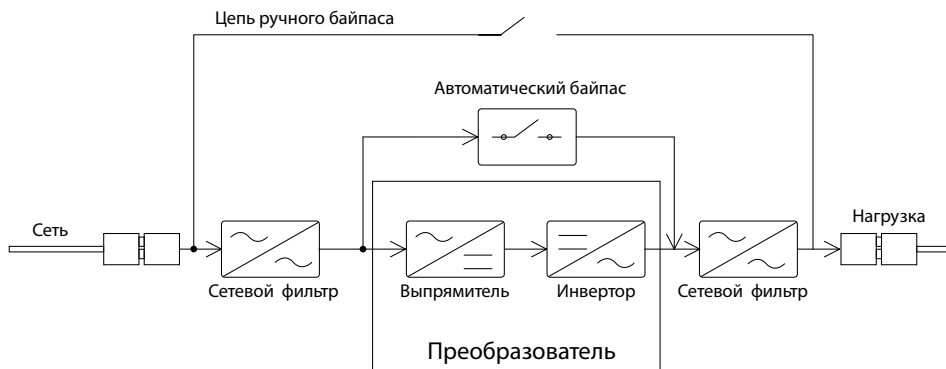 Цепь ручного байпаса
Автоматический байпас
Сеть
Нагрузка
Сетевой фильтр
Выпрямитель
Инвертор
Сетевой фильтр
Преобразователь